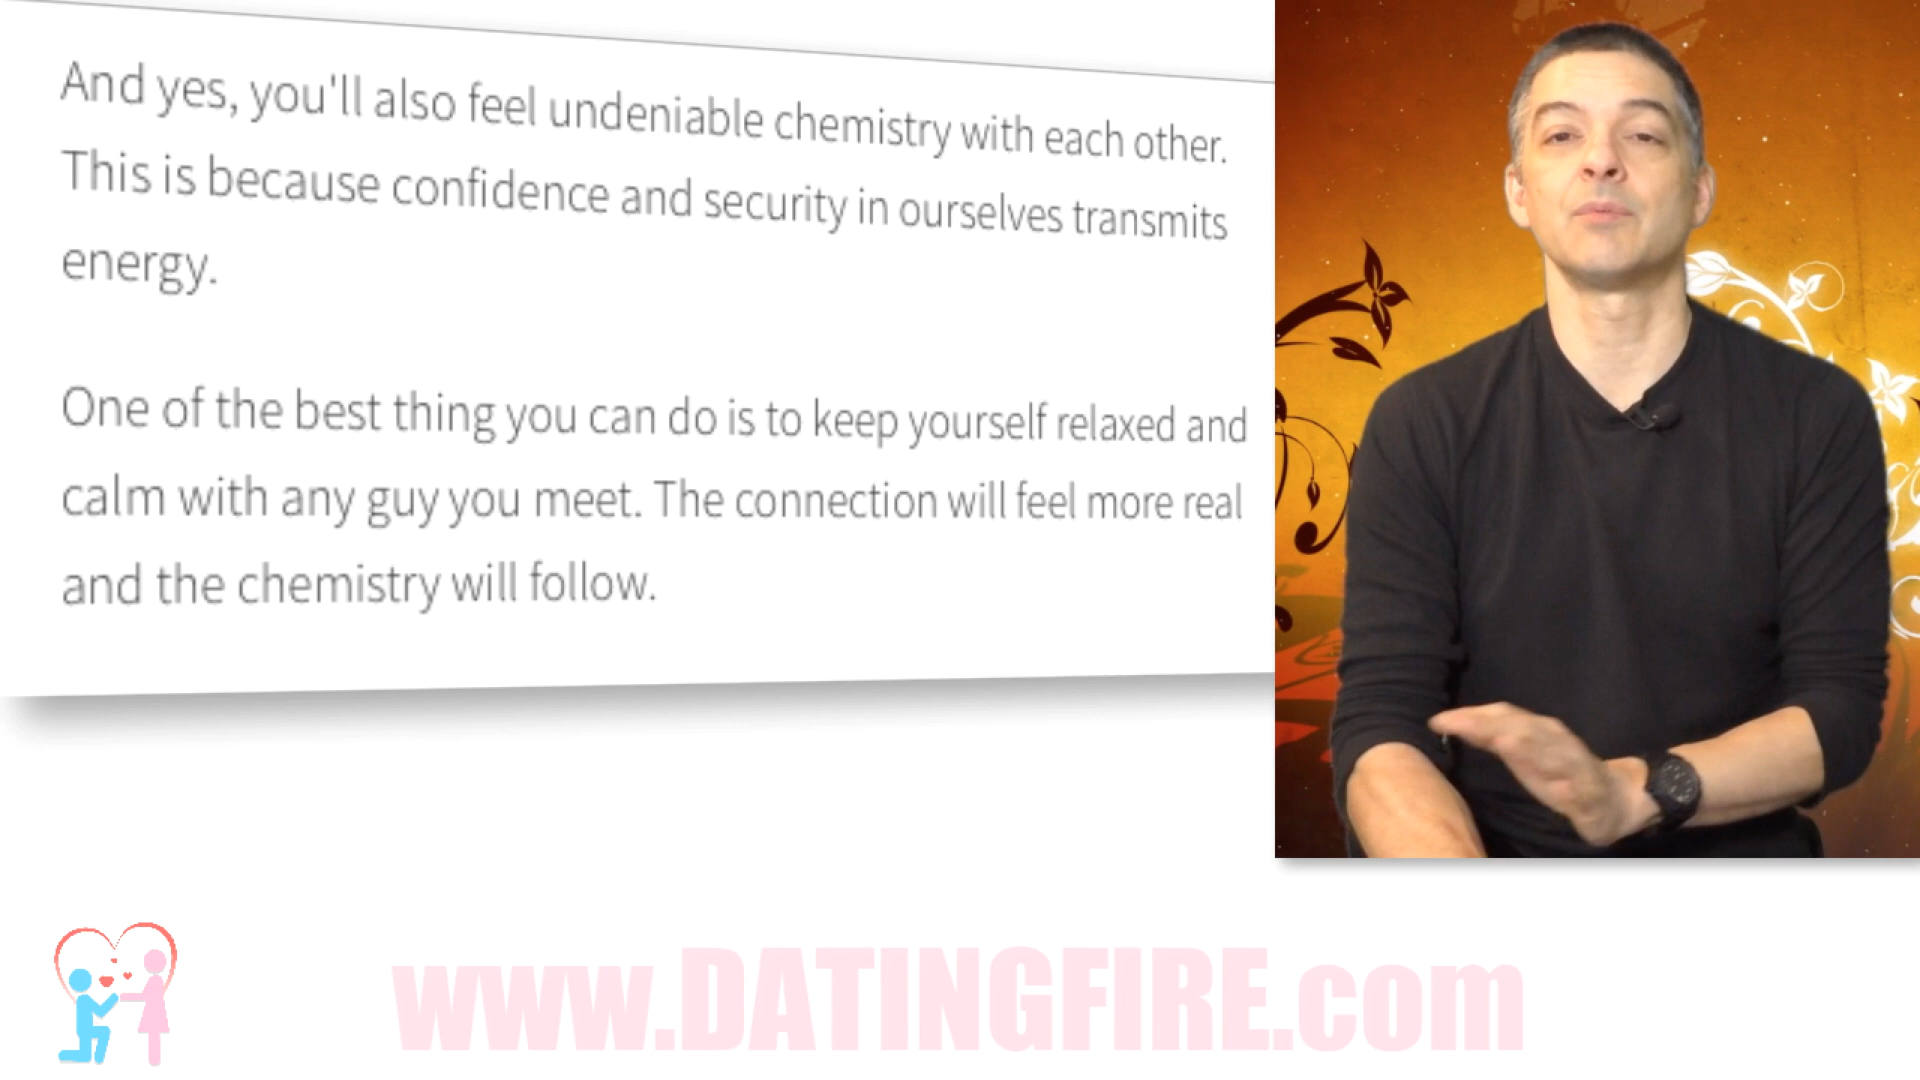 And yes, you'll also feel undeniable chemistry with each other.
This is because confidence and security in ourselves transmits
energy.
One of the best thing you can do is to keep yourself relaxed and
calm with any guy you meet. The connection will feel more real
and the chemistry will follow.
www.DATINGFIRE.com